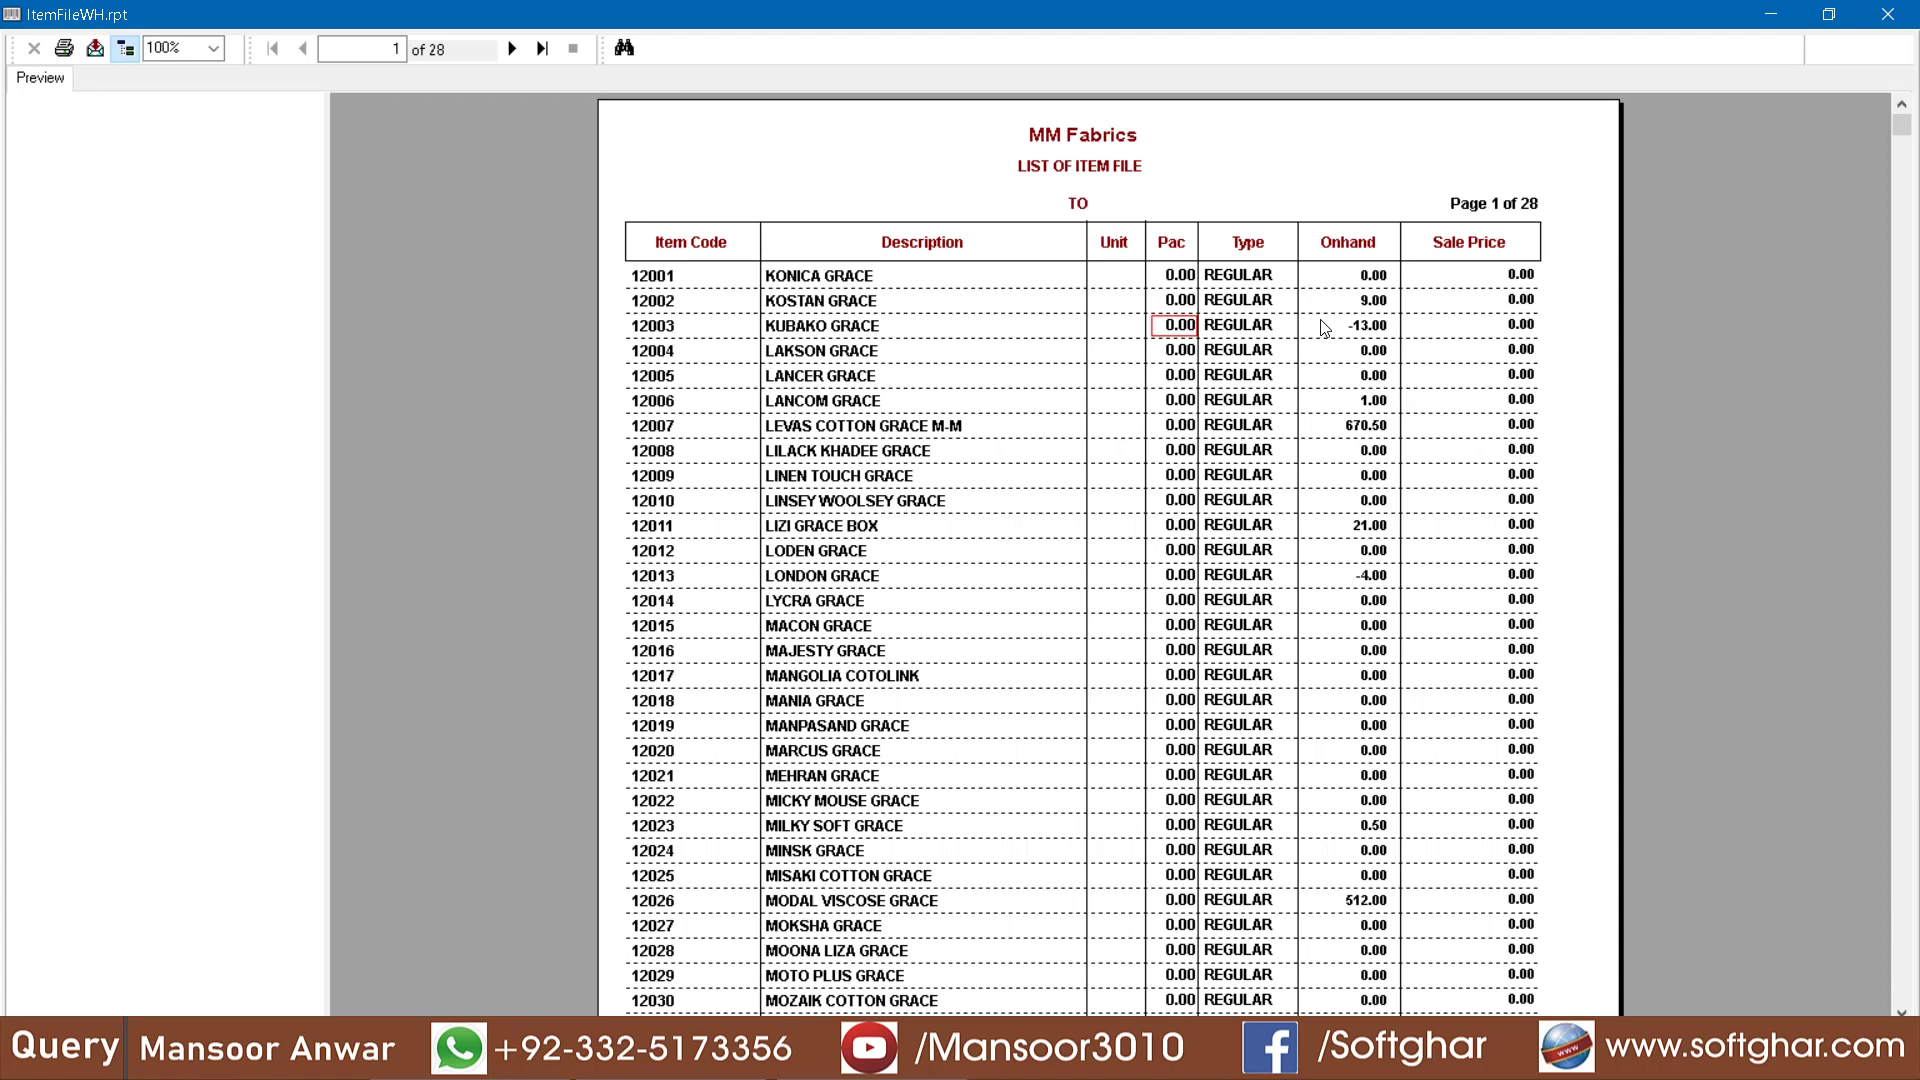 ItemFileWH.rpt
100% 1 of 28
Preview
MM Fabrics
LIST OF ITEM FILE
TO Page 1 of 28
Item Code Description Unit Pac Type Onhand Sale Price
12001 KONICA GRACE 0.00 REGULAR 0.00 0.00
12002 KOSTAN GRACE 0.00 REGULAR 9.00 0.00
12003 KUBAKO GRACE 0.00 REGULAR -13.00 0.00
12004 LAKSON GRACE 0.00 REGULAR 0.00 0.00
12005 LANCER GRACE 0.00 REGULAR 0.00 0.00
12006 LANCOM GRACE 0.00 REGULAR 1.00 0.00
12007 LEVAS COTTON GRACE M-M 0.00 REGULAR 670.50 0.00
12008 LILACK KHADEE GRACE 0.00 REGULAR 0.00 0.00
12009 LINEN TOUCH GRACE 0.00 REGULAR 0.00 0.00
12010 LINSEY WOOLSEY GRACE 0.00 REGULAR 0.00 0.00
12011 LIZI GRACE BOX 0.00 REGULAR 21.00 0.00
12012 LODEN GRACE 0.00 REGULAR 0.00 0.00
12013 LONDON GRACE 0.00 REGULAR -4.00 0.00
12014 LYCRA GRACE 0.00 REGULAR 0.00 0.00
12015 MACON GRACE 0.00 REGULAR 0.00 0.00
12016 MAJESTY GRACE 0.00 REGULAR 0.00 0.00
12017 MANGOLIA COTOLINK 0.00 REGULAR 0.00 0.00
12018 MANIA GRACE 0.00 REGULAR 0.00 0.00
12019 MANPASAND GRACE 0.00 REGULAR 0.00 0.00
12020 MARCUS GRACE 0.00 REGULAR 0.00 0.00
12021 MEHRAN GRACE 0.00 REGULAR 0.00 0.00
12022 MICKY MOUSE GRACE 0.00 REGULAR 0.00 0.00
12023 MILKY SOFT GRACE 0.00 REGULAR 0.50 0.00
12024 MINSK GRACE 0.00 REGULAR 0.00 0.00
12025 MISAKI COTTON GRACE 0.00 REGULAR 0.00 0.00
12026 MODAL VISCOSE GRACE 0.00 REGULAR 512.00 0.00
12027 MOKSHA GRACE 0.00 REGULAR 0.00 0.00
12028 MOONA LIZA GRACE 0.00 REGULAR 0.00 0.00
12029 MOTO PLUS GRACE 0.00 REGULAR 0.00 0.00
12030 MOZAIK COTTON GRACE 0.00 REGULAR 0.00 0.00
Query Mansoor Anwar +92-332-5173356 /Mansoor3010 /Softghar www.softghar.com